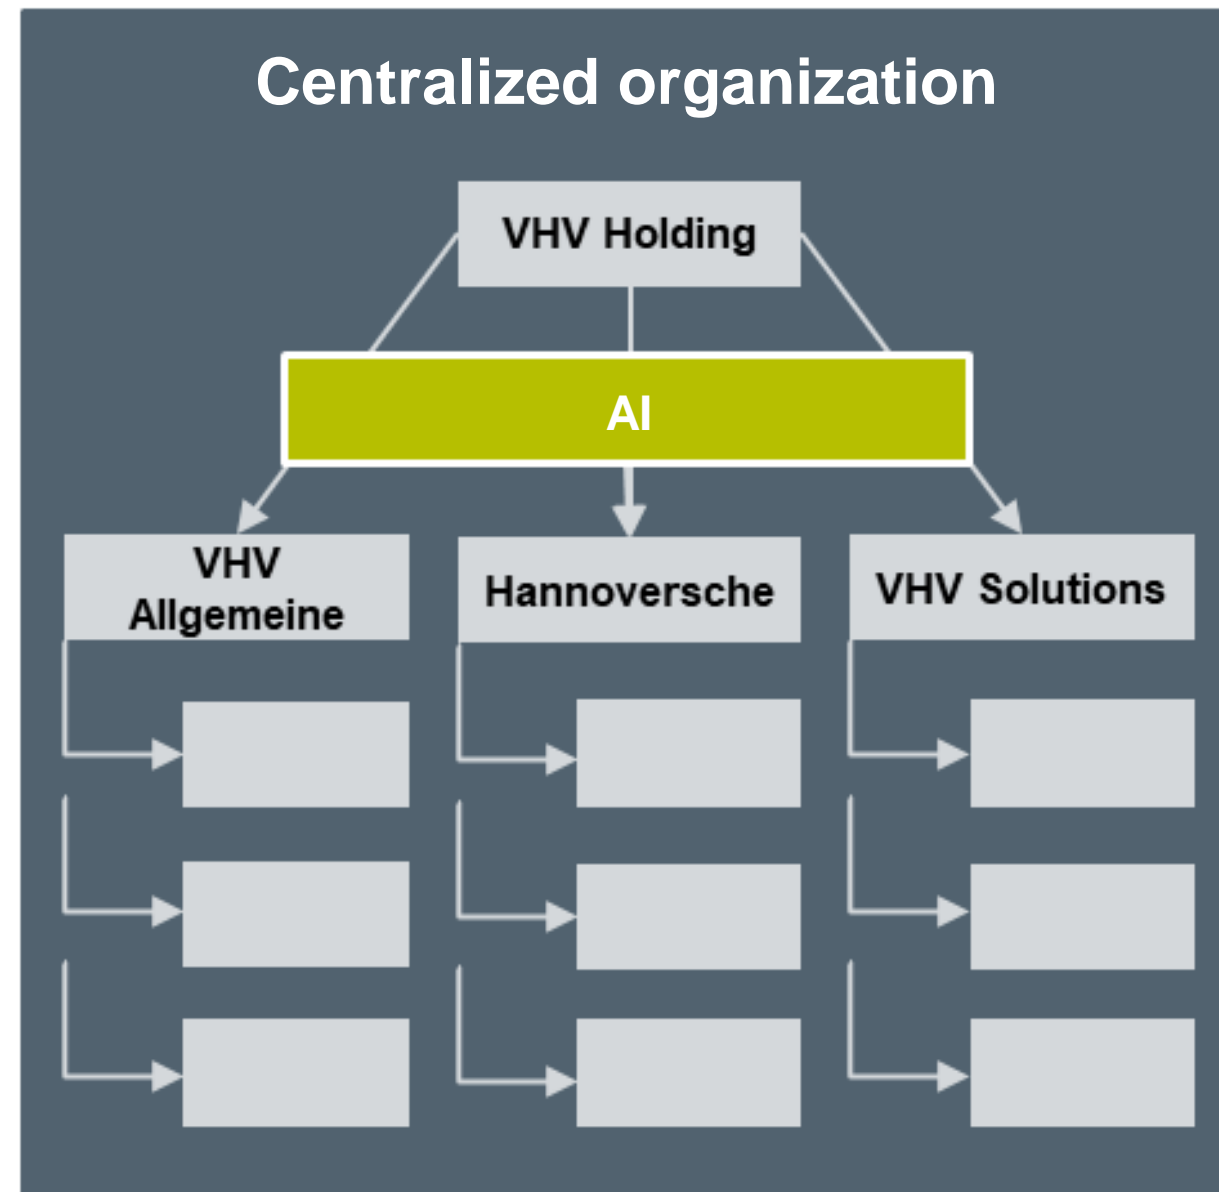 Centralized organization
VHV Holding
AI
VHV
Allgemeine
Hannoversche
VHV Solutions